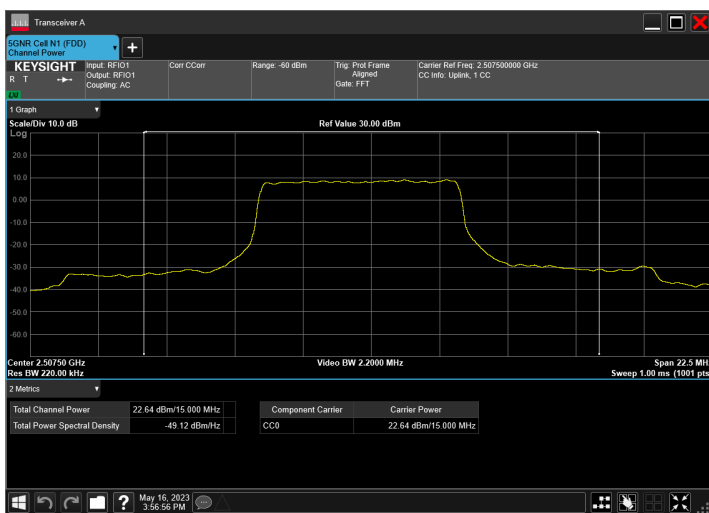 Transceiver A
5GNR Cell N1 (FDD)
Channel Power
KEYSIGHT
R T
LXI
Input: RFIO1
Output: RFIO1
Coupling: AC
Corr CCorr
Range: -60 dBm
Trig: Prot Frame
Aligned
Gate: FFT
Carrier Ref Freq: 2.507500000 GHz
CC Info: Uplink, 1 CC
1 Graph
Scale/Div 10.0 dB
Ref Value 30.00 dBm
Log
20.0
10.0
0.00
-10.0
-20.0
-30.0
-40.0
-50.0
-60.0
Center 2.50750 GHz
Video BW 2.2000 MHz
Span 22.5 MH
Res BW 220.00 kHz
Sweep 1.00 ms (1001 pts
2 Metrics
Total Channel Power 22.64 dBm/15.000 MHz
Total Power Spectral Density -49.12 dBm/Hz
Component Carrier Carrier Power
CC0 22.64 dBm/15.000 MHz
May 16, 2023
3:56:56 PM